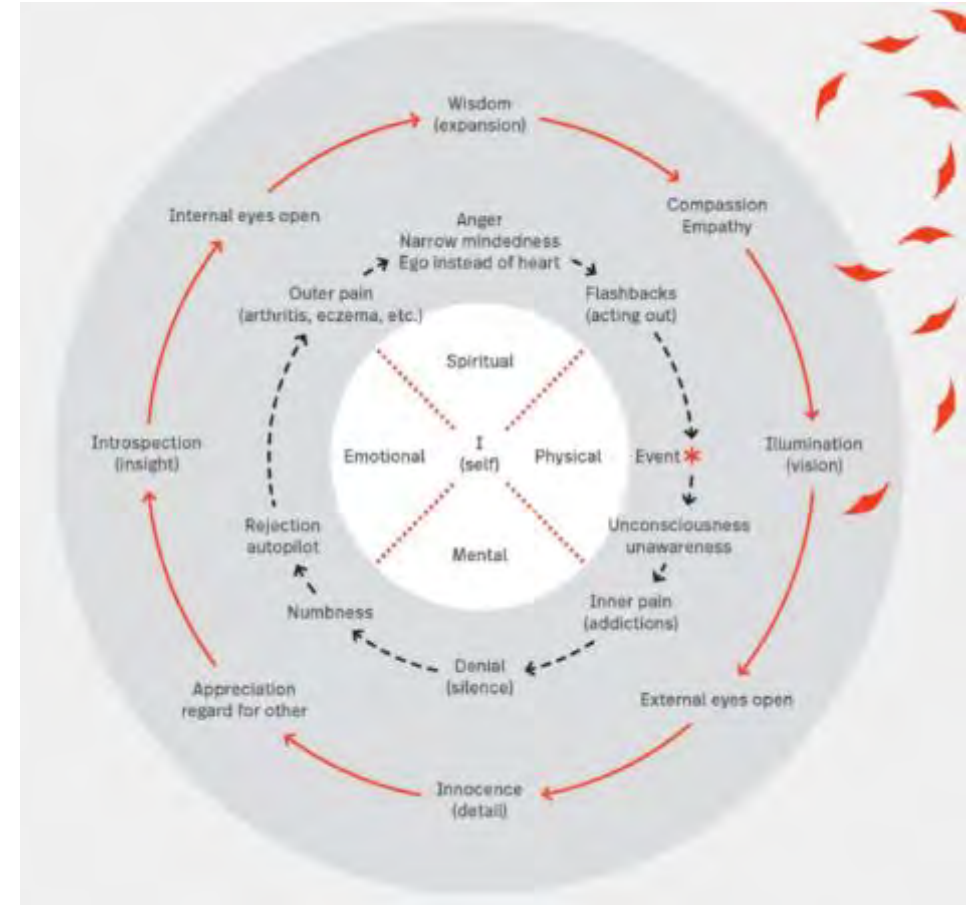 Wisdom
(expansion)
Compassion
Empathy
Illumination
(vision)
External eyes open
Innocence
(detail)
Appreciation
regard for other
Introspection
(insight)
Internal eyes open
Anger
Narrow mindedness
Ego instead of heart
Flashbacks
(acting out)
Event *
Unconsciousness
unawareness
Inner pain
(addictions)
Denial
(silence)
Numbness
Rejection
autopilot
Outer pain
(arthritis, eczema, etc.)
Spiritual
Emotional
I
(self)
Physical
Mental